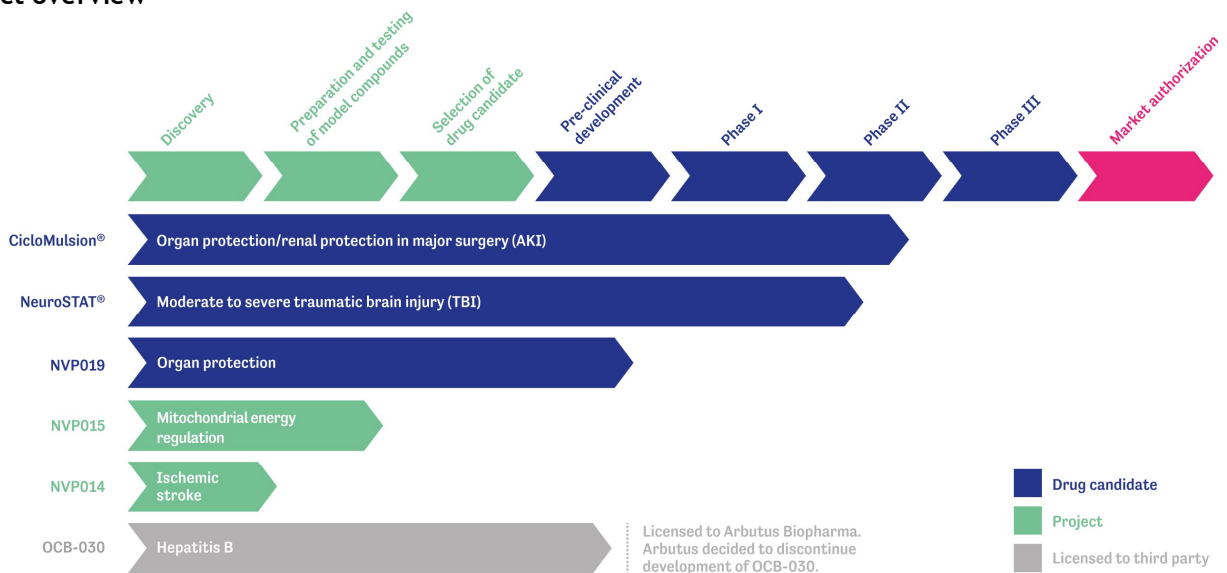 Discovery
Preparation and testing
of model compounds
Selection of
drug candidate
Pre-clinical
development
Phase I
Phase II
Phase III
Market authorization
CicloMulsion®
Organ protection/renal protection in major surgery (AKI)
NeuroSTAT®
Moderate to severe traumatic brain injury (TBI)
NVP019
Organ protection
NVP015
Mitochondrial energy
regulation
NVP014
Ischemic
stroke
OCB-030
Hepatitis B
Licensed to Arbutus Biopharma.
Arbutus decided to discontinue
development of OCB-030.
Drug candidate
Project
Licensed to third party